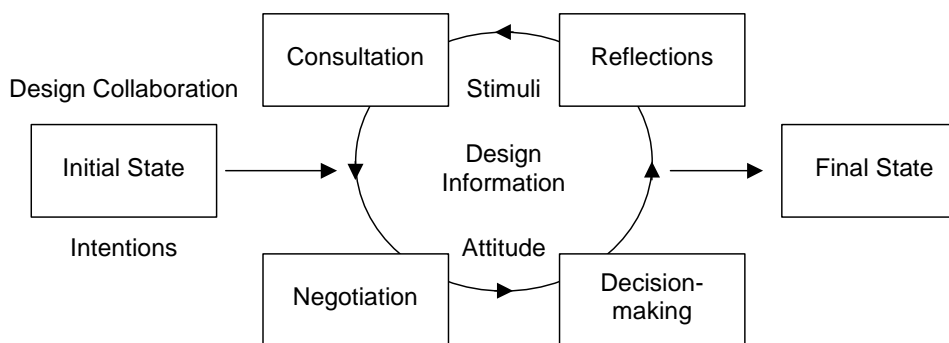 Consultation
Reflections
Design Collaboration
Stimuli
Initial State
Design
Information
Final State
Intentions
Attitude
Negotiation
Decision-
making